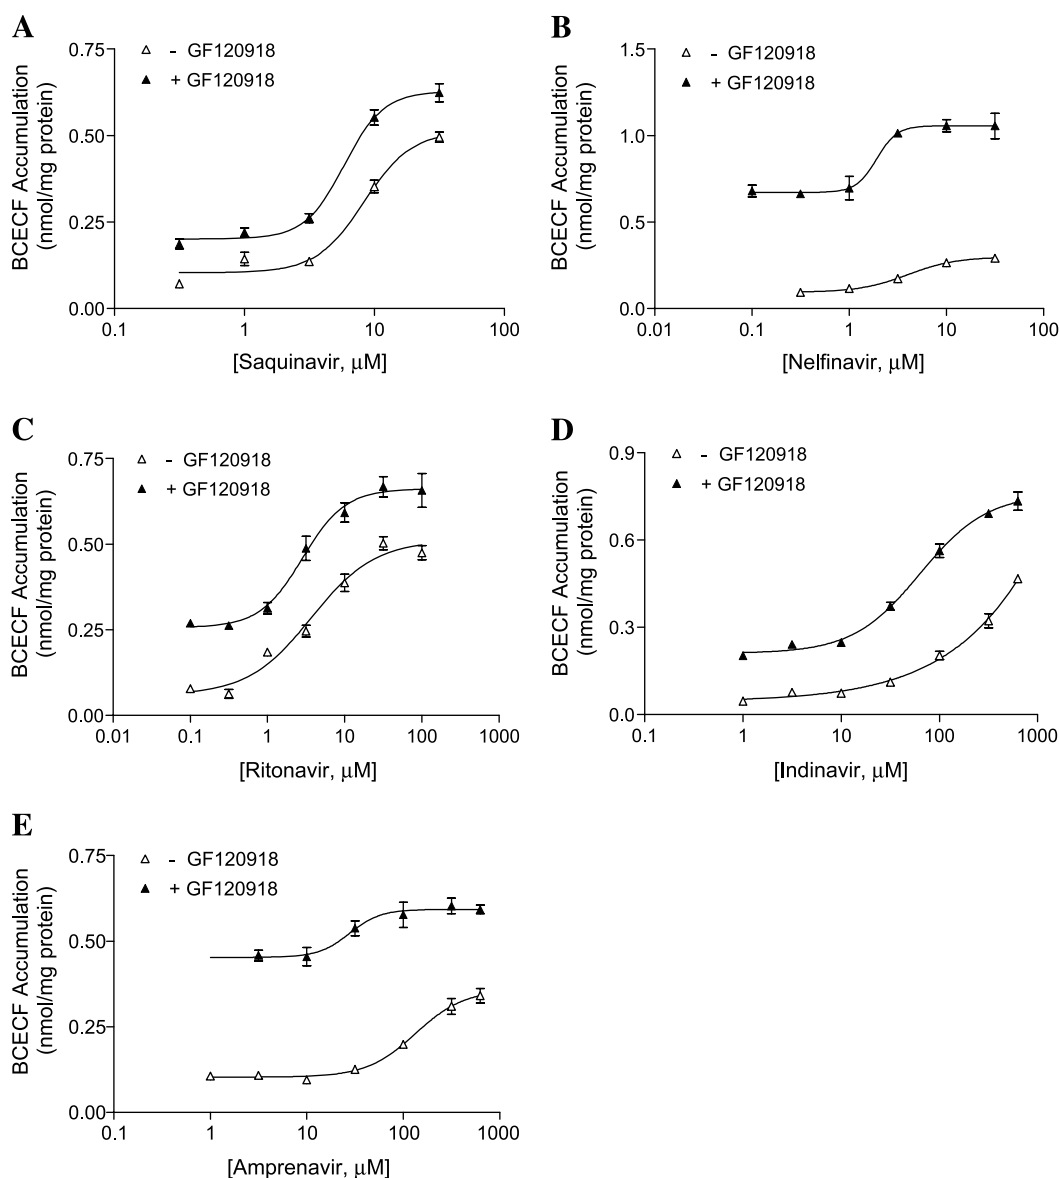 A
- GF120918
+ GF120918
BCECF Accumulation
(nmol/mg protein)
0.75
0.50
0.25
0.00
0.1
1
10
100
[Saquinavir, μM]
B
- GF120918
+ GF120918
BCECF Accumulation
(nmol/mg protein)
1.5
1.0
0.5
0.0
0.01
0.1
1
10
100
[Nelfinavir, μM]
C
- GF120918
+ GF120918
BCECF Accumulation
(nmol/mg protein)
0.75
0.50
0.25
0.00
0.01
0.1
1
10
100
1000
[Ritonavir, μM]
D
- GF120918
+ GF120918
BCECF Accumulation
(nmol/mg protein)
0.9
0.6
0.3
0.0
0.1
1
10
100
1000
[Indinavir, μM]
E
- GF120918
+ GF120918
BCECF Accumulation
(nmol/mg protein)
0.75
0.50
0.25
0.00
0.1
1
10
100
1000
[Amprenavir, μM]